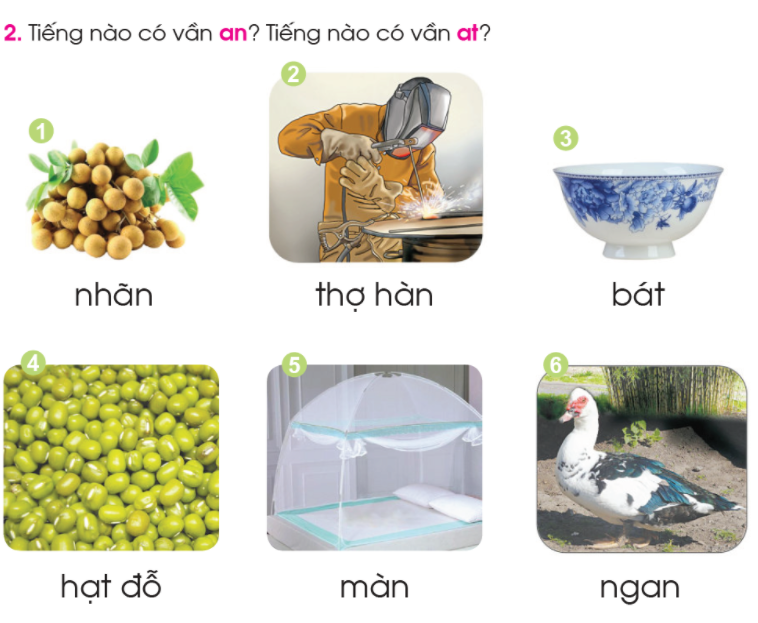 2. Tiếng nào có vần an? Tiếng nào có vần at?
1
2
3
nhãn
thợ hàn
bát
4
5
6
hạt đỗ
màn
ngan